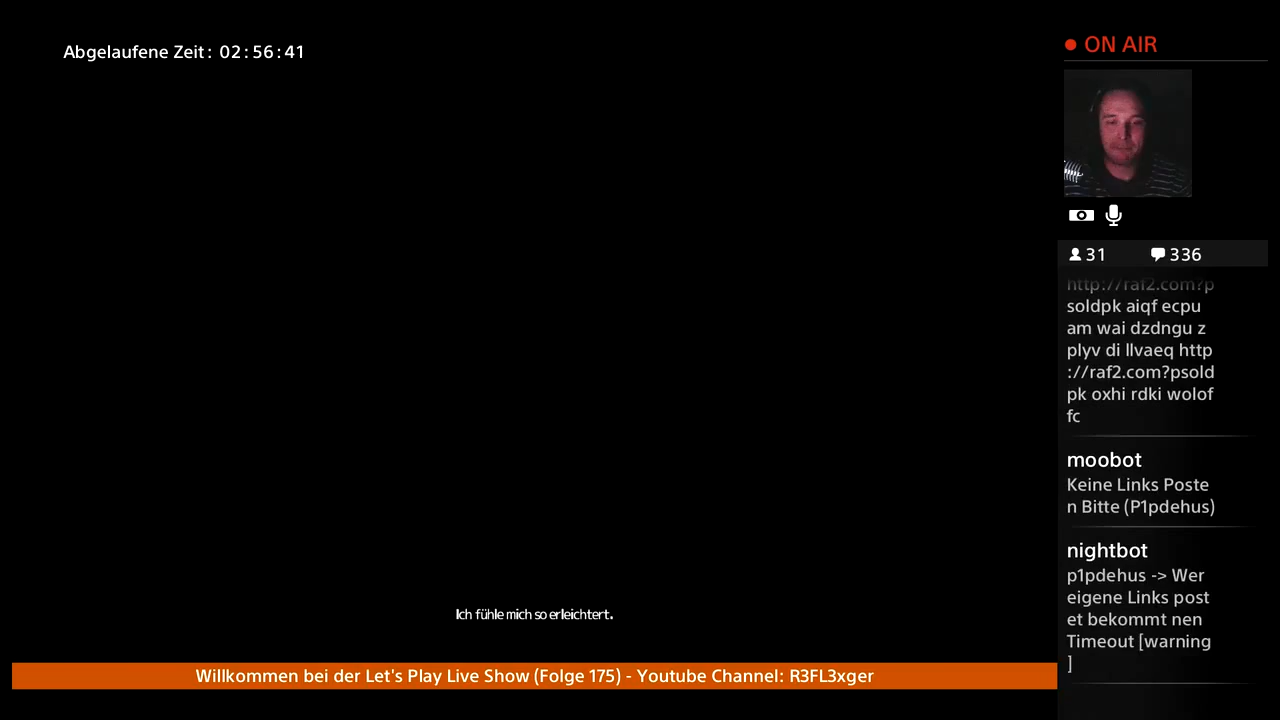 Abgelaufene Zeit: 02:56:41
ON AIR
31 336
http://raf2.com?p
soldpk aiqf ecpu
am wai dzdngu z
plyv di llvaeq http
://raf2.com?psold
pk oxhi rdki wolof
fc
moobot
Keine Links Poste
n Bitte (P1pdehus)
nightbot
p1pdehus -> Wer
eigene Links post
et bekommt nen
Timeout [warning
]
Ich fühle mich so erleichtert.
Willkommen bei der Let's Play Live Show (Folge 175) - Youtube Channel: R3FL3xger